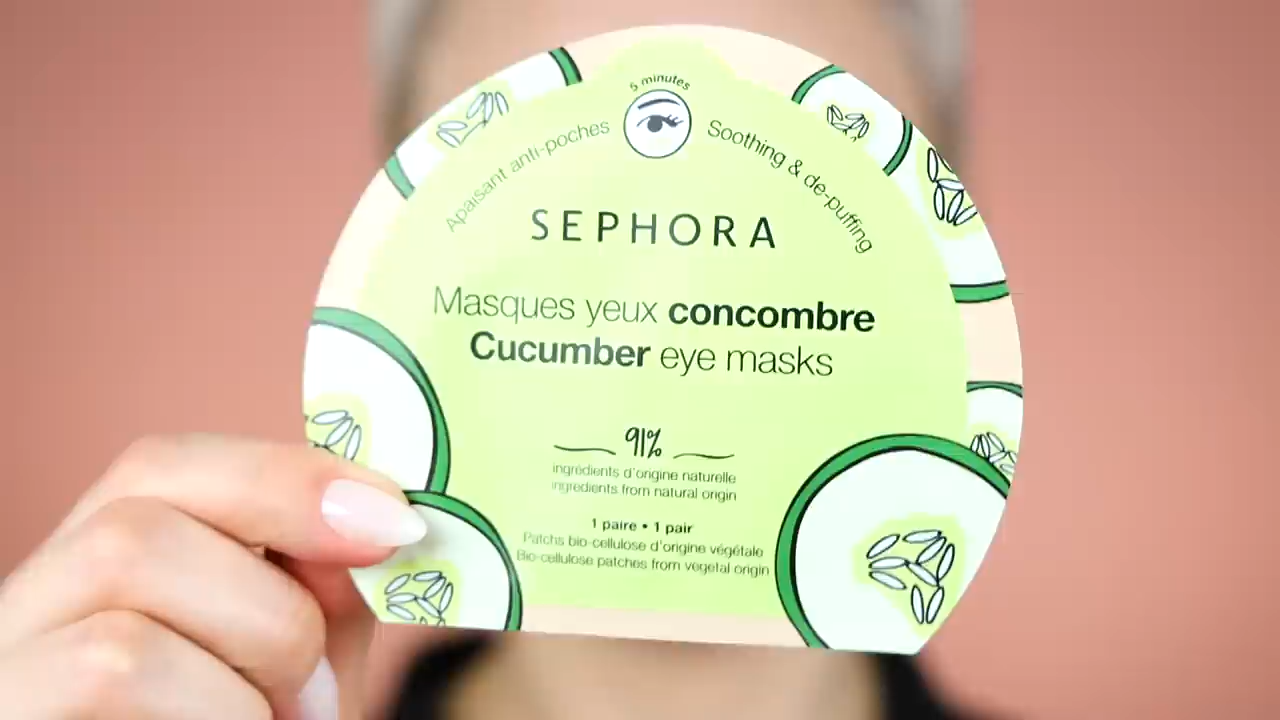 5 minutes
Apaisant anti-poches
Soothing & de-puffing
SEPHORA
Masques yeux concombre
Cucumber eye masks
91%
ingrédients d'origine naturelle
ingredients from natural origin
1 paire • 1 pair
Patchs bio-cellulose d'origine végétale
Bio-cellulose patches from vegetal origin